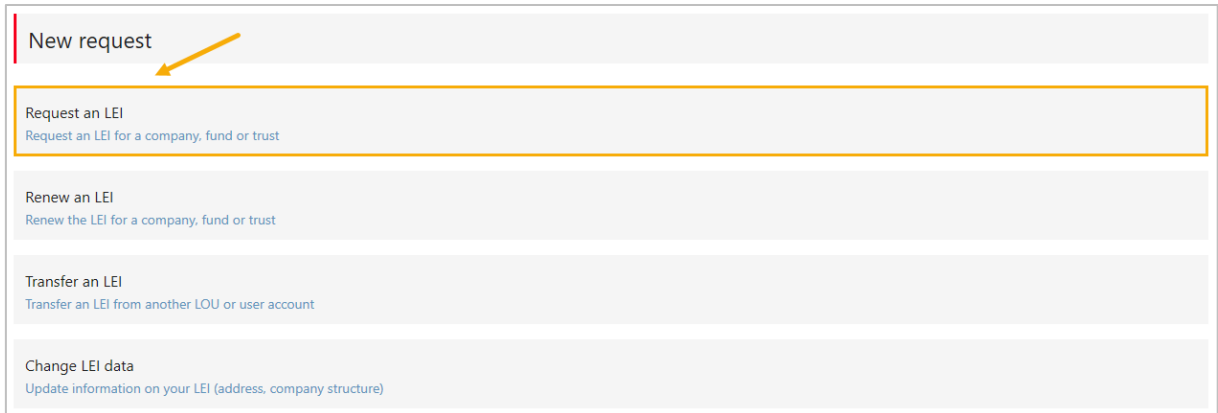 New request
Request an LEI
Request an LEI for a company, fund or trust
Renew an LEI
Renew the LEI for a company, fund or trust
Transfer an LEI
Transfer an LEI from another LOU or user account
Change LEI data
Update information on your LEI (address, company structure)